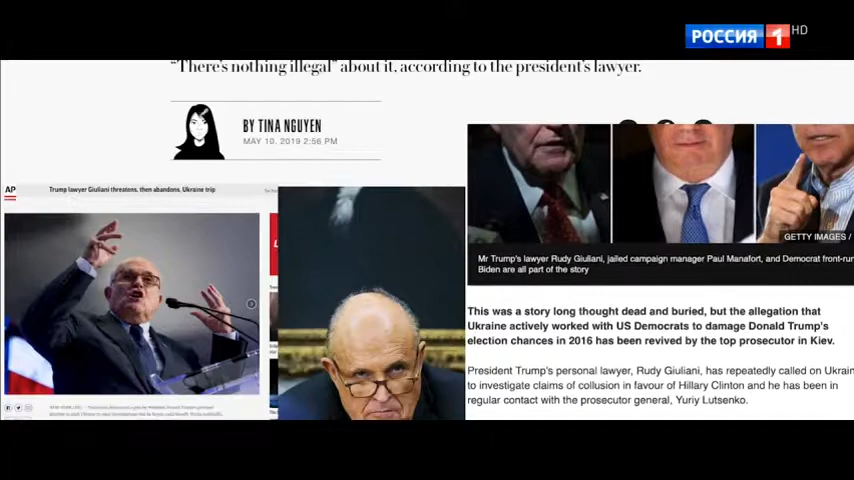 РОССИЯ 1 HD
“There's nothing illegal” about it, according to the president's lawyer.
BY TINA NGUYEN
MAY 10, 2019 2:56 PM
AP
Trump lawyer Giuliani threatens, then abandons, Ukraine trip
GETTY IMAGES /
Mr Trump's lawyer Rudy Giuliani, jailed campaign manager Paul Manafort, and Democrat front-run
Biden are all part of the story
This was a story long thought dead and buried, but the allegation that
Ukraine actively worked with US Democrats to damage Donald Trump's
election chances in 2016 has been revived by the top prosecutor in Kiev.
President Trump's personal lawyer, Rudy Giuliani, has repeatedly called on Ukrain
to investigate claims of collusion in favour of Hillary Clinton and he has been in
regular contact with the prosecutor general, Yuriy Lutsenko.